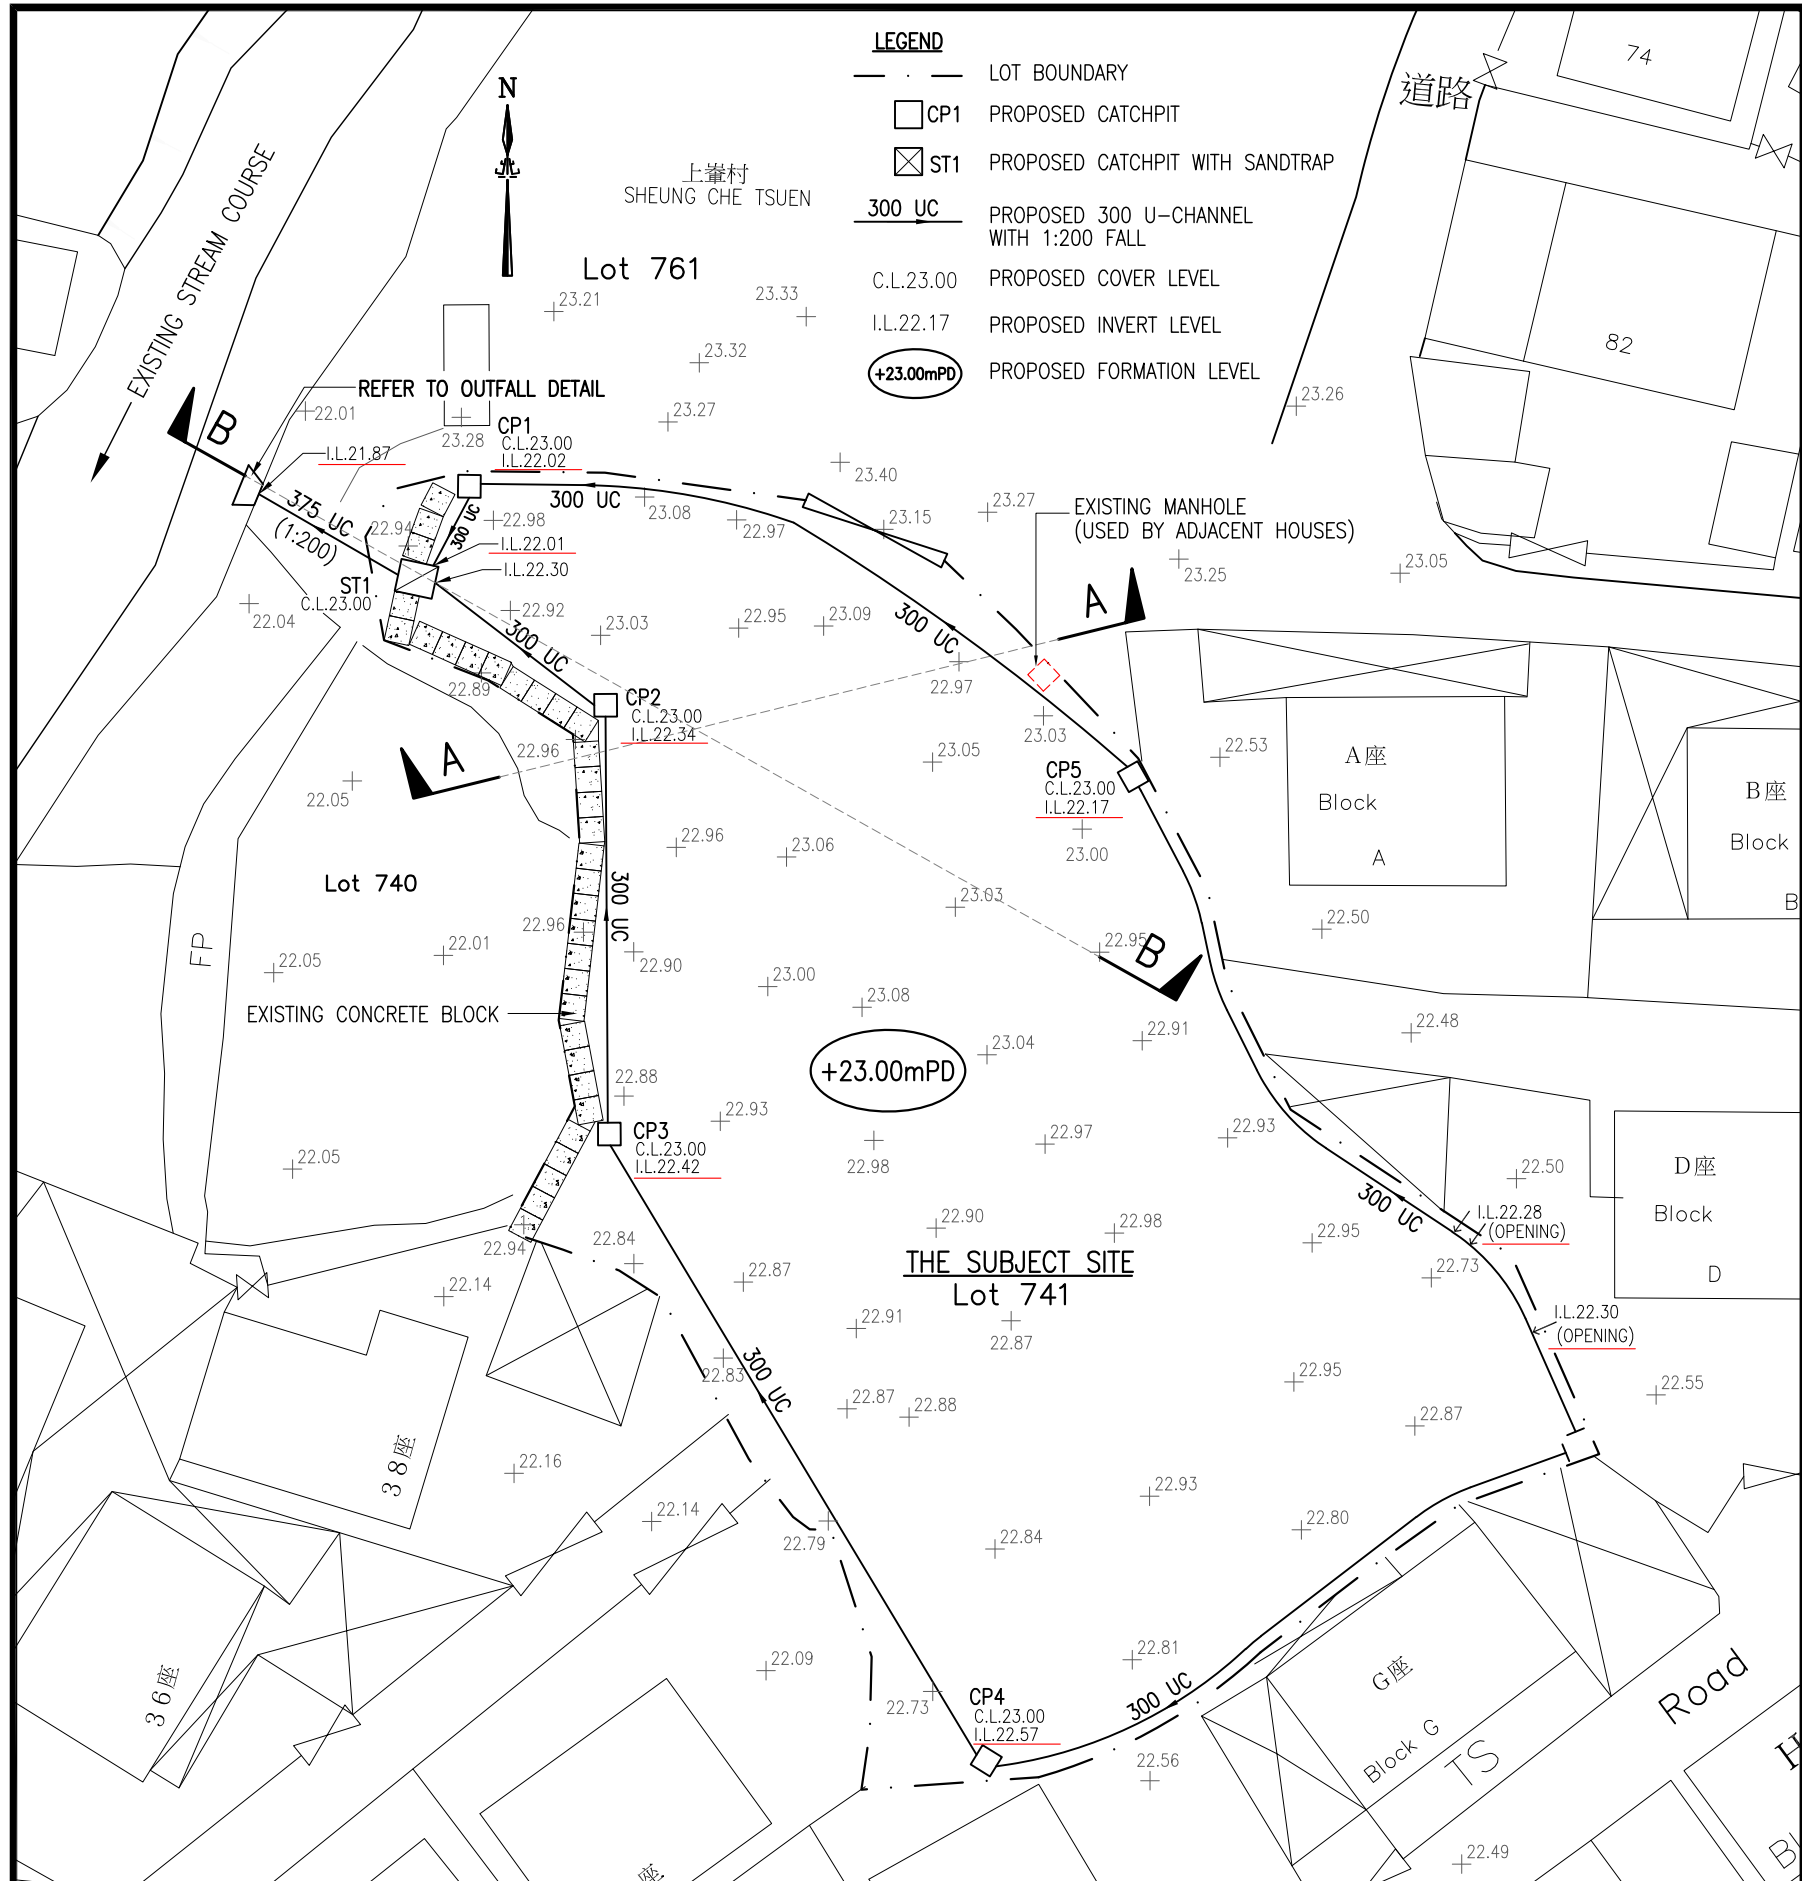 LEGEND
LOT BOUNDARY
CP1 PROPOSED CATCHPIT
ST1 PROPOSED CATCHPIT WITH SANDTRAP
300 UC PROPOSED 300 U-CHANNEL
WITH 1:200 FALL
C.L.23.00 PROPOSED COVER LEVEL
I.L.22.17 PROPOSED INVERT LEVEL
+23.00mPD PROPOSED FORMATION LEVEL
N
上輋村
SHEUNG CHE TSUEN
Lot 761
道路
74
82
EXISTING STREAM COURSE
23.21
23.33
23.32
23.27
23.26
REFER TO OUTFALL DETAIL
22.01
23.28
B
I.L.21.87
CP1
C.L.23.00
I.L.22.02
375 UC
(1:200)
300 UC
300 UC
22.94
22.98
23.08
22.97
23.40
23.15
23.27
EXISTING MANHOLE
(USED BY ADJACENT HOUSES)
23.25
23.05
I.L.22.01
I.L.22.30
ST1
C.L.23.00
22.04
22.92
23.03
22.95
23.09
300 UC
300 UC
A
22.97
22.89
CP2
C.L.23.00
I.L.22.34
22.96
A
23.05
23.03
22.53
CP5
C.L.23.00
I.L.22.17
22.05
A座
Block
A
B座
Block
B
22.96
23.06
23.00
Lot 740
300 UC
FP
23.03
22.50
22.96
22.01
22.05
22.90
22.95
B
23.00
23.08
EXISTING CONCRETE BLOCK
22.91
22.48
23.04
+23.00mPD
22.88
22.93
CP3
C.L.23.00
I.L.22.42
22.98
22.97
22.93
22.05
22.50
D座
Block
D
300 UC
I.L.22.28
(OPENING)
22.94
22.84
22.90
22.98
22.95
THE SUBJECT SITE
Lot 741
22.14
22.87
22.73
I.L.22.30
(OPENING)
22.91
22.87
22.83
300 UC
22.95
22.55
22.87
22.88
22.87
38座
22.16
22.14
22.93
22.79
22.84
22.80
36座
22.09
22.81
22.73
CP4
C.L.23.00
I.L.22.57
300 UC
22.56
G座
Block G
TS
Road
H
22.49
座
Bl